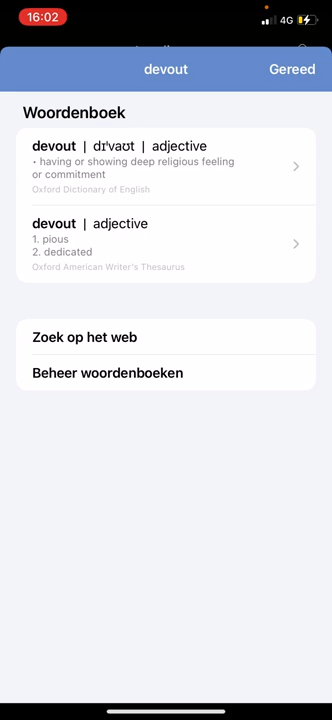 16:02
4G
devout
Gereed
Woordenboek
devout | dɪˈvaʊt | adjective
• having or showing deep religious feeling
or commitment
Oxford Dictionary of English
devout | adjective
1. pious
2. dedicated
Oxford American Writer's Thesaurus
Zoek op het web
Beheer woordenboeken